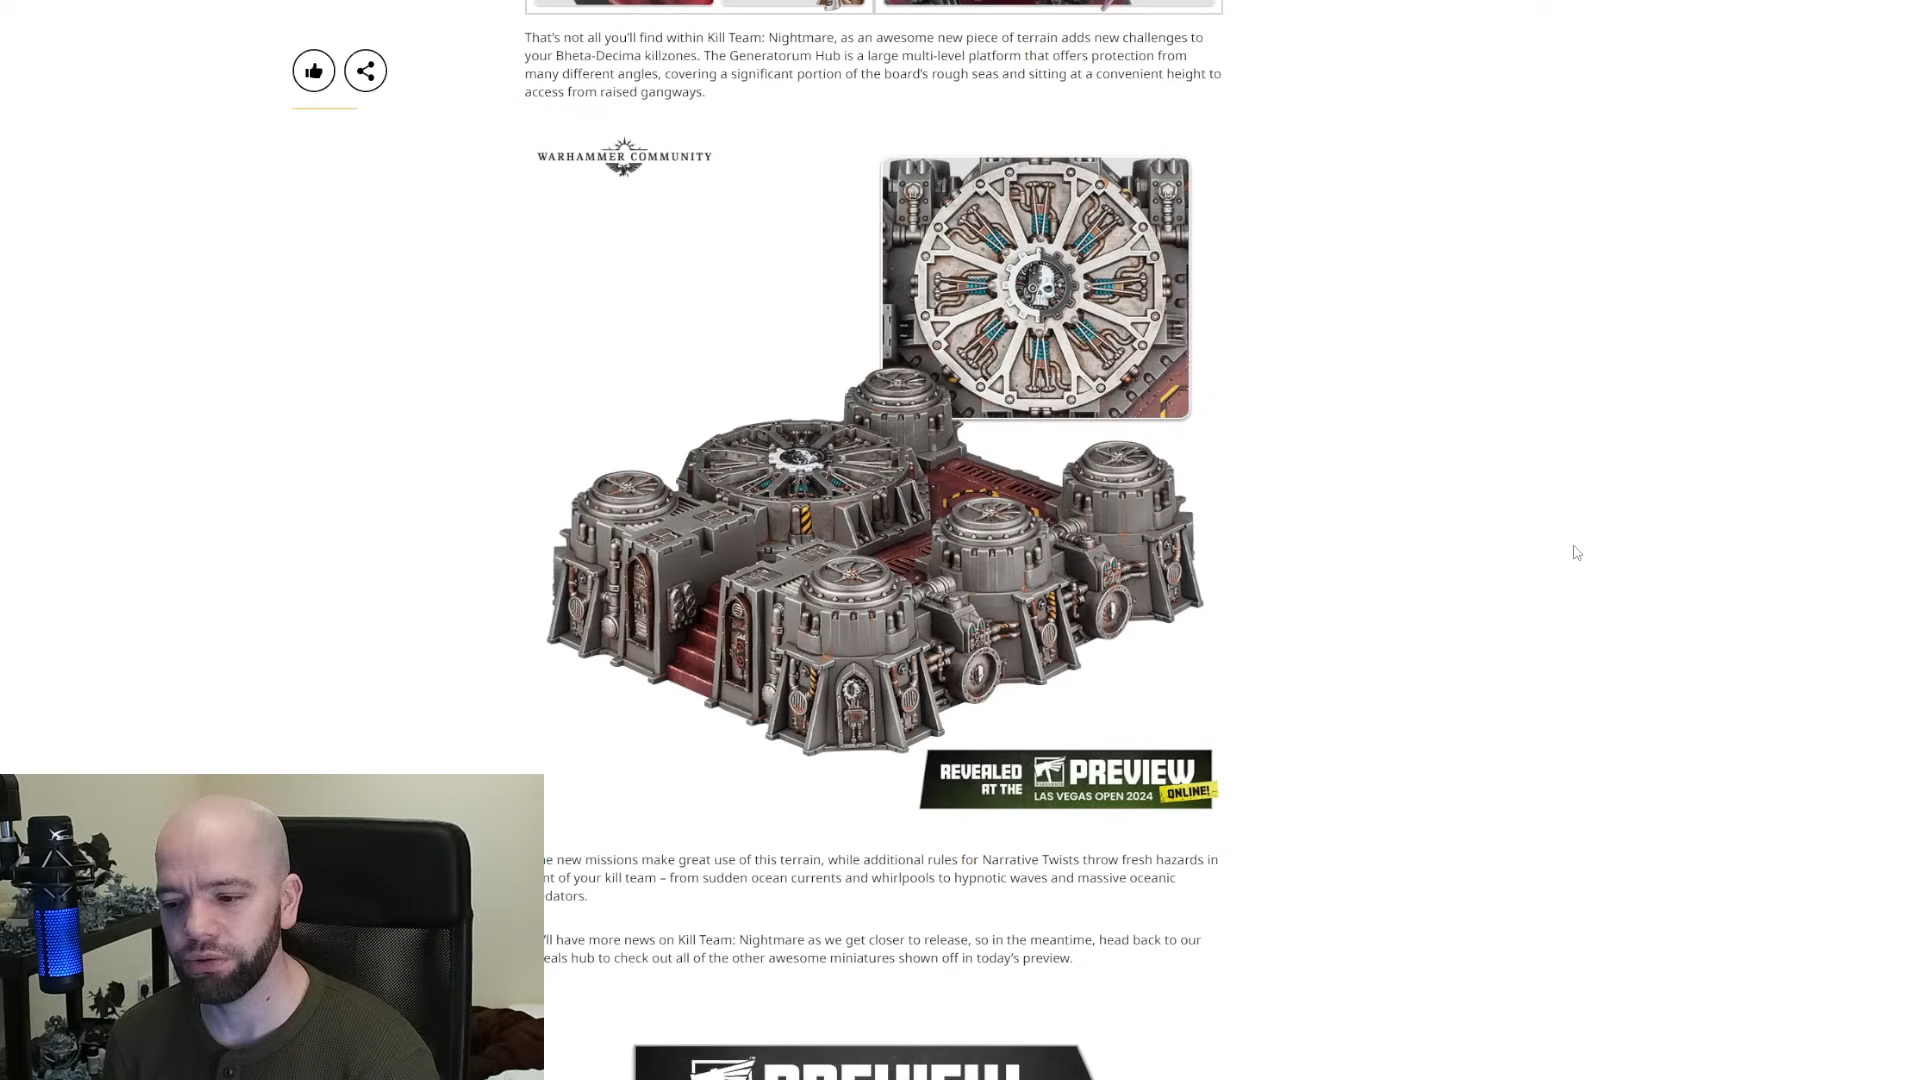 That's not all you'll find within Kill Team: Nightmare, as an awesome new piece of terrain adds new challenges to
your Bheta-Decima killzones. The Generatorum Hub is a large multi-level platform that offers protection from
many different angles, covering a significant portion of the board's rough seas and sitting at a convenient height to
access from raised gangways.
WARHAMMER COMMUNITY
REVEALED
AT THE
PREVIEW
LAS VEGAS OPEN 2024
ONLINE!
new missions make great use of this terrain, while additional rules for Narrative Twists throw fresh hazards in
of your kill team – from sudden ocean currents and whirlpools to hypnotic waves and massive oceanic
'll have more news on Kill Team: Nightmare as we get closer to release, so in the meantime, head back to our
hub to check out all of the other awesome miniatures shown off in today's preview.
PREVIEW